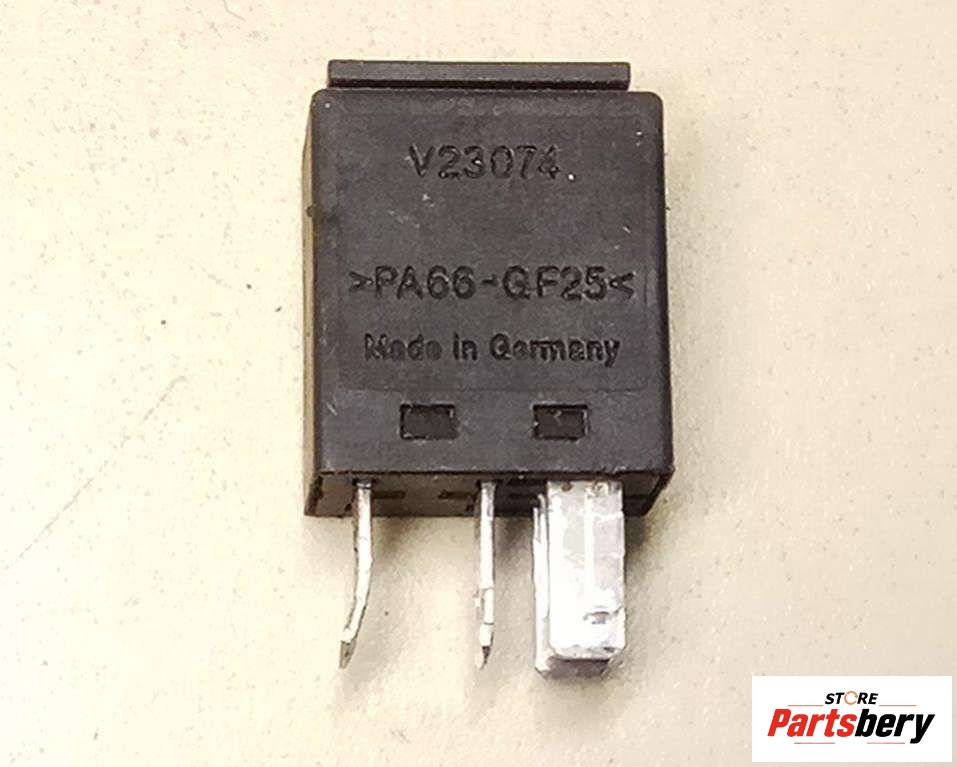 V23074
>PA66-GF25<
Made in Germany
STORE
Partsbery